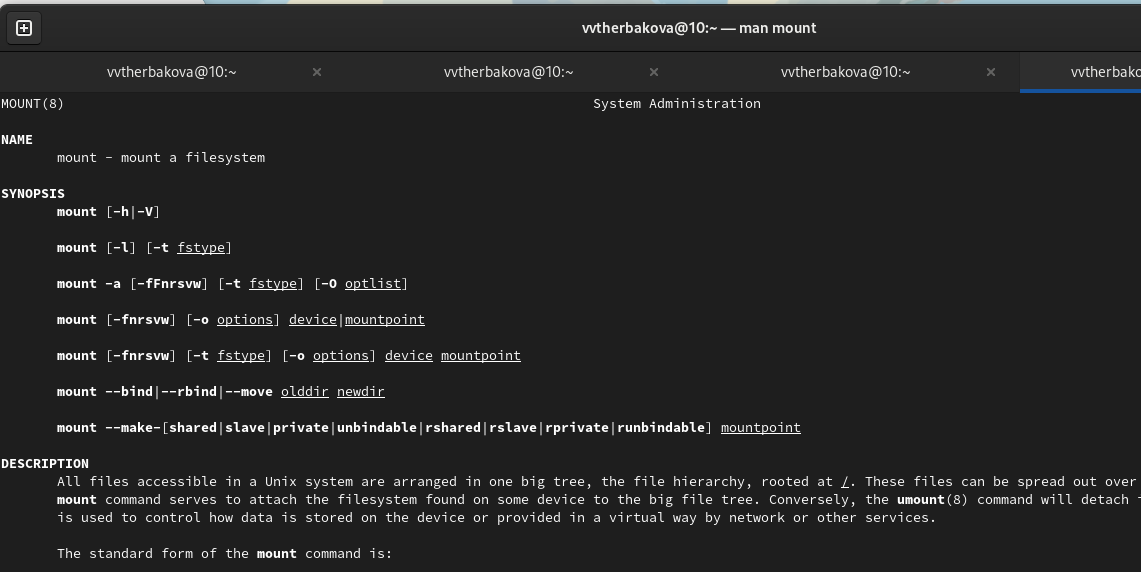 vvtherbakova@10:~ — man mount
vvtherbakova@10:~ × vvtherbakova@10:~ × vvtherbakova@10:~ × vvtherbako
MOUNT(8) System Administration
NAME
mount - mount a filesystem
SYNOPSIS
mount [-h|-V]
mount [-l] [-t fstype]
mount -a [-fFnrsvw] [-t fstype] [-O optlist]
mount [-fnrsvw] [-o options] device|mountpoint
mount [-fnrsvw] [-t fstype] [-o options] device mountpoint
mount --bind|--rbind|--move olddir newdir
mount --make-[shared|slave|private|unbindable|rshared|rslave|rprivate|runbindable] mountpoint
DESCRIPTION
All files accessible in a Unix system are arranged in one big tree, the file hierarchy, rooted at /. These files can be spread out over
mount command serves to attach the filesystem found on some device to the big file tree. Conversely, the umount(8) command will detach
is used to control how data is stored on the device or provided in a virtual way by network or other services.
The standard form of the mount command is: